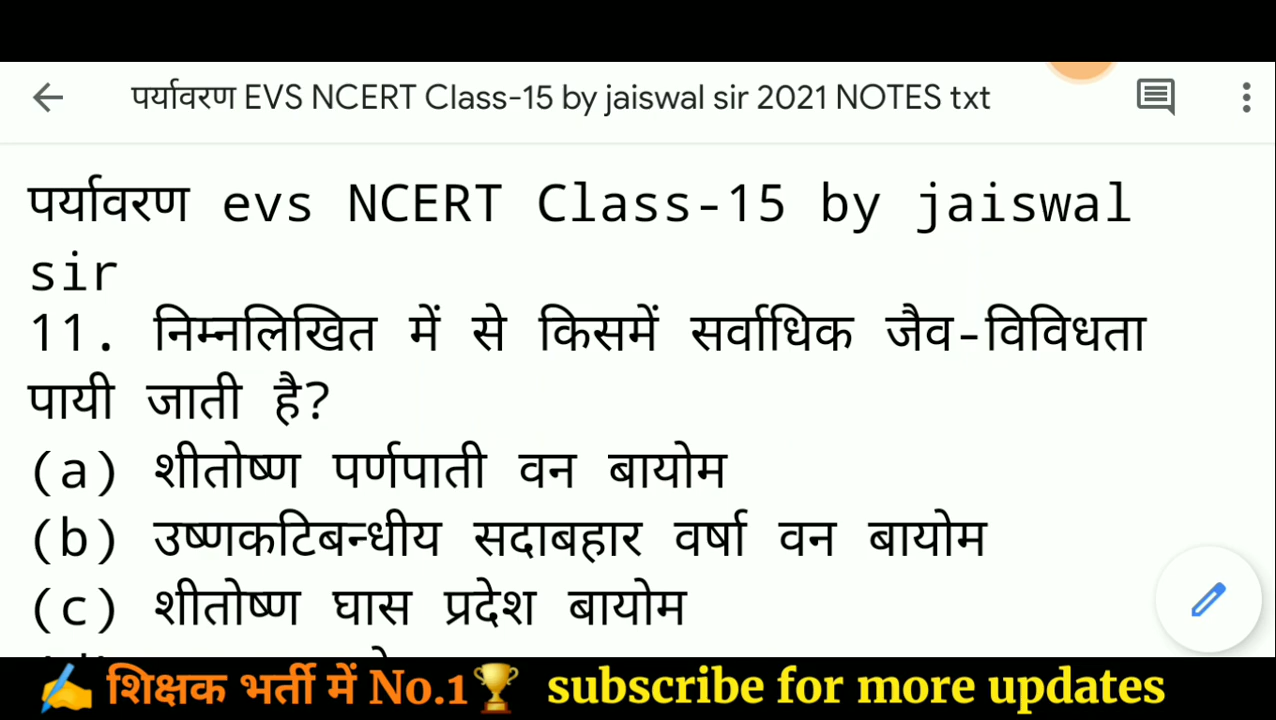 पर्यावरण EVS NCERT Class-15 by jaiswal sir 2021 NOTES txt
पर्यावरण evs NCERT Class-15 by jaiswal
sir
11. निम्नलिखित में से किसमें सर्वाधिक जैव-विविधता
पायी जाती है?
(a) शीतोष्ण पर्णपाती वन बायोम
(b) उष्णकटिबन्धीय सदाबहार वर्षा वन बायोम
(c) शीतोष्ण घास प्रदेश बायोम
✍️ शिक्षक भर्ती में No.1🏆 subscribe for more updates